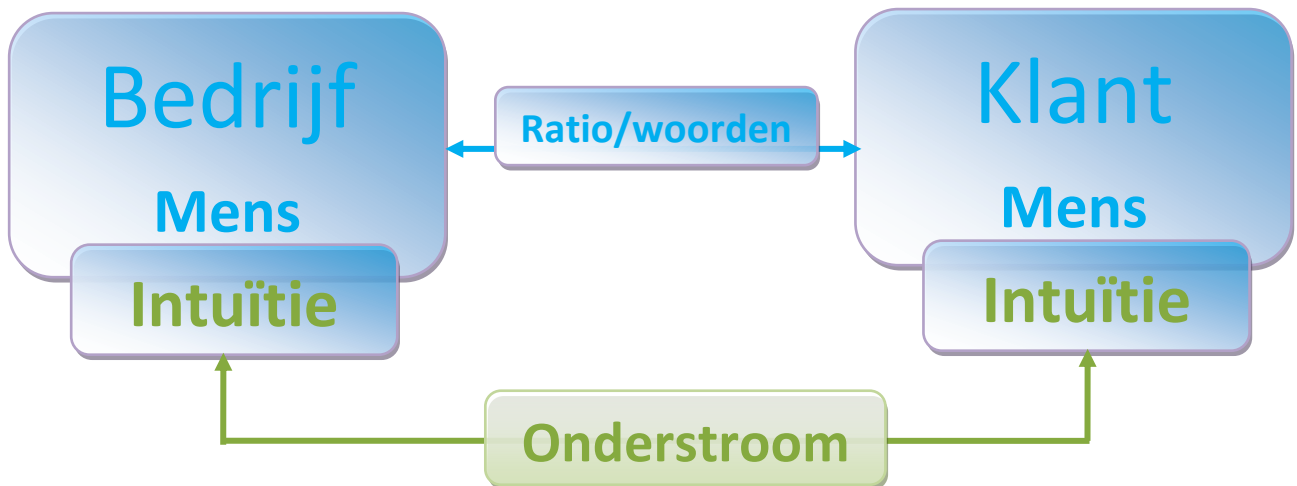 Bedrijf
Mens
Intuïtie
Ratio/woorden
Klant
Mens
Intuïtie
Onderstroom